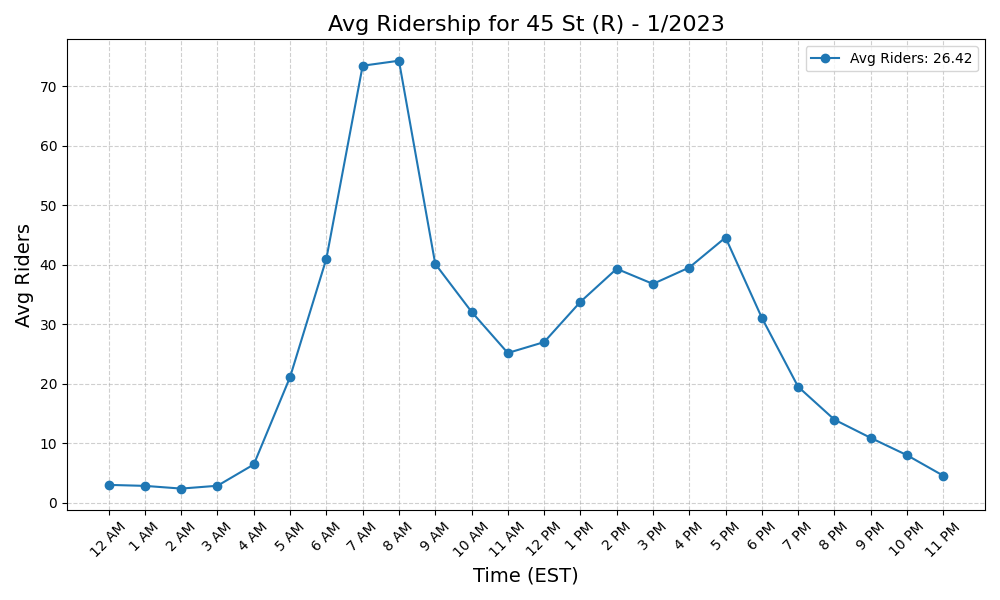 Avg Ridership for 45 St (R) - 1/2023
Avg Riders: 26.42
Avg Riders
70
60
50
40
30
20
10
0
12 AM
1 AM
2 AM
3 AM
4 AM
5 AM
6 AM
7 AM
8 AM
9 AM
10 AM
11 AM
12 PM
1 PM
2 PM
3 PM
4 PM
5 PM
6 PM
7 PM
8 PM
9 PM
10 PM
11 PM
Time (EST)